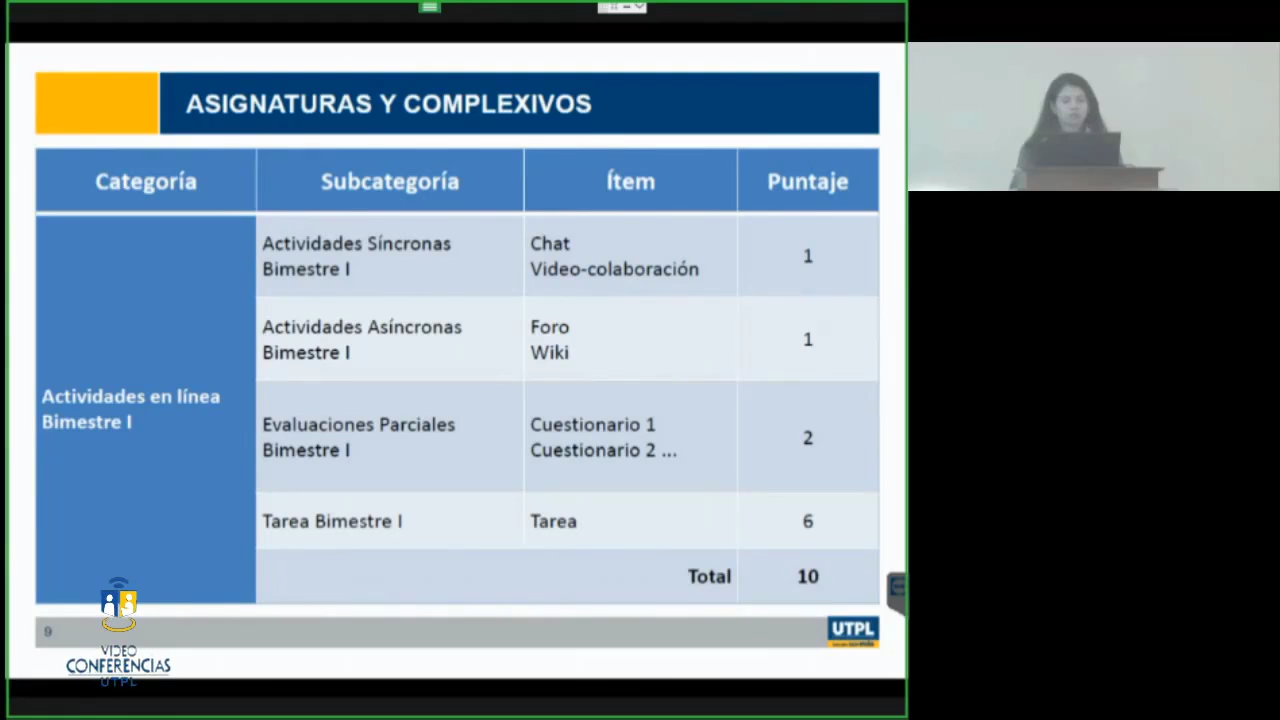 ASIGNATURAS Y COMPLEXIVOS
Categoría Subcategoría Ítem Puntaje
Actividades en línea
Bimestre I
Actividades Síncronas
Bimestre I
Chat
Video-colaboración
1
Actividades Asíncronas
Bimestre I
Foro
Wiki
1
Evaluaciones Parciales
Bimestre I
Cuestionario 1
Cuestionario 2 ...
2
Tarea Bimestre I
Tarea
6
Total 10
9
UTPL
VIDEO
CONFERENCIAS
UTPL